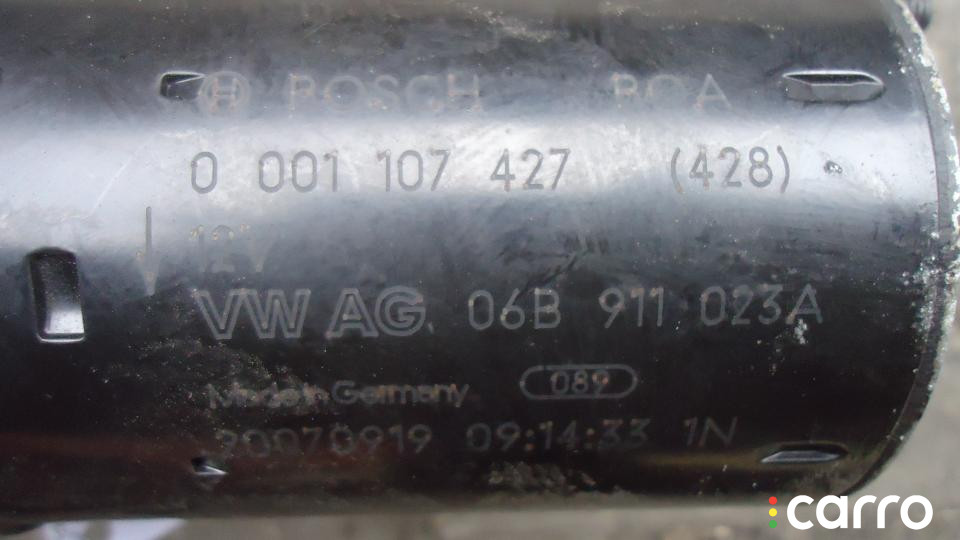 BOSCH ROA
0 001 107 427 (428)
12V
VW AG 06B 911 023A
Made in Germany 089
20070919 09:14:33 1N
carro